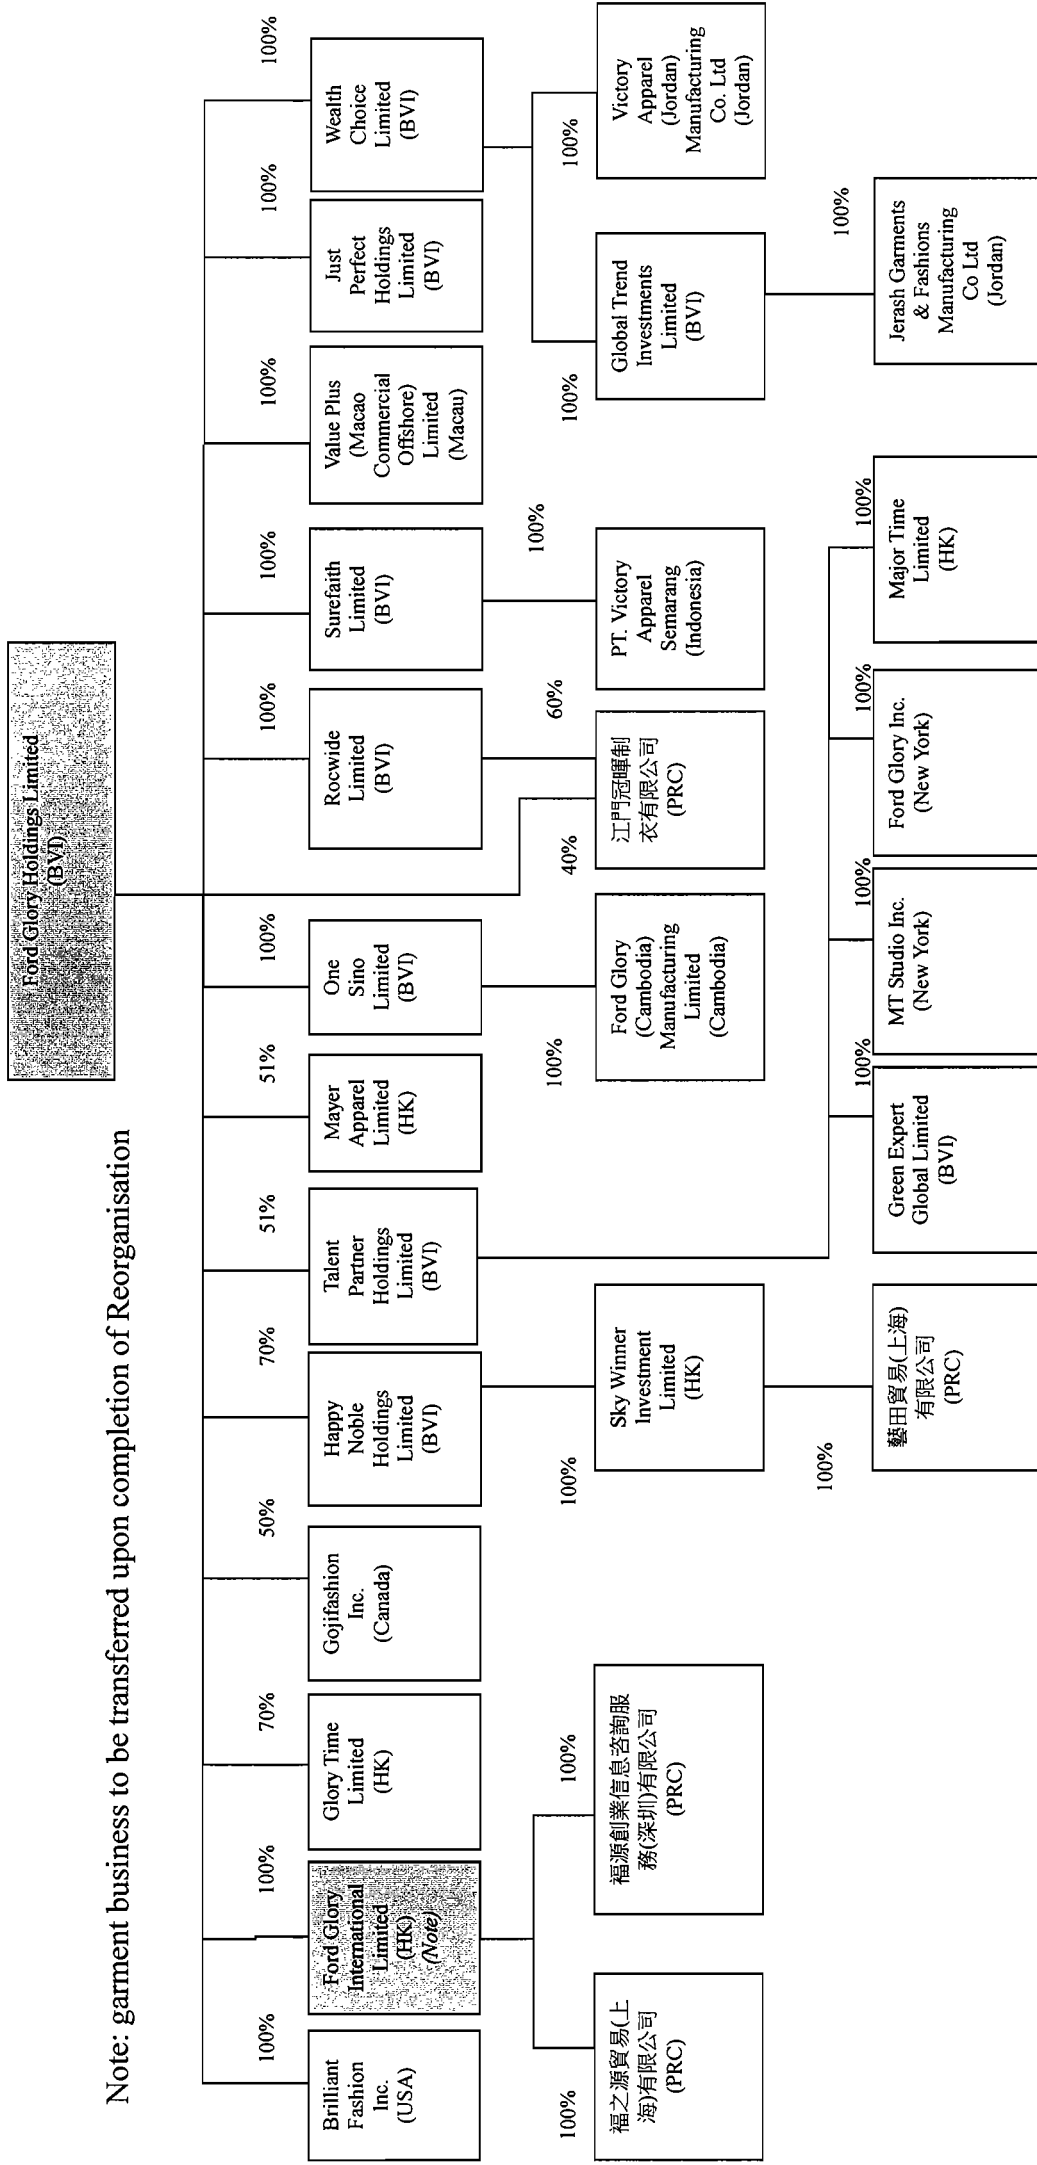 Ford Glory Holdings Limited
(BVI)
Note: garment business to be transferred upon completion of Reorganisation
100%
100%
70%
50%
70%
51%
51%
100%
100%
100%
100%
100%
100%
Brilliant
Fashion
Inc.
(USA)
Ford Glory
International
Limited
(HK)
(Note)
Glory Time
Limited
(HK)
Gojifashion
Inc.
(Canada)
Happy
Noble
Holdings
Limited
(BVI)
Talent
Partner
Holdings
Limited
(BVI)
Mayer
Apparel
Limited
(HK)
One
Sino
Limited
(BVI)
Rocwide
Limited
(BVI)
Surefaith
Limited
(BVI)
Value Plus
(Macao
Commercial
Offshore)
Limited
(Macau)
Just
Perfect
Holdings
Limited
(BVI)
Wealth
Choice
Limited
(BVI)
100%
100%
100%
100%
40%
60%
100%
100%
100%
福之源貿易(上
海)有限公司
(PRC)
福源創業信息咨詢服
務(深圳)有限公司
(PRC)
Sky Winner
Investment
Limited
(HK)
Ford Glory
(Cambodia)
Manufacturing
Limited
(Cambodia)
江門冠暉制
衣有限公司
(PRC)
PT. Victory
Apparel
Semarang
(Indonesia)
Global Trend
Investments
Limited
(BVI)
Victory
Apparel
(Jordan)
Manufacturing
Co. Ltd
(Jordan)
100%
100%
100%
100%
100%
100%
藝田貿易(上海)
有限公司
(PRC)
Green Expert
Global Limited
(BVI)
MT Studio Inc.
(New York)
Ford Glory Inc.
(New York)
Major Time
Limited
(HK)
Jerash Garments
& Fashions
Manufacturing
Co Ltd
(Jordan)